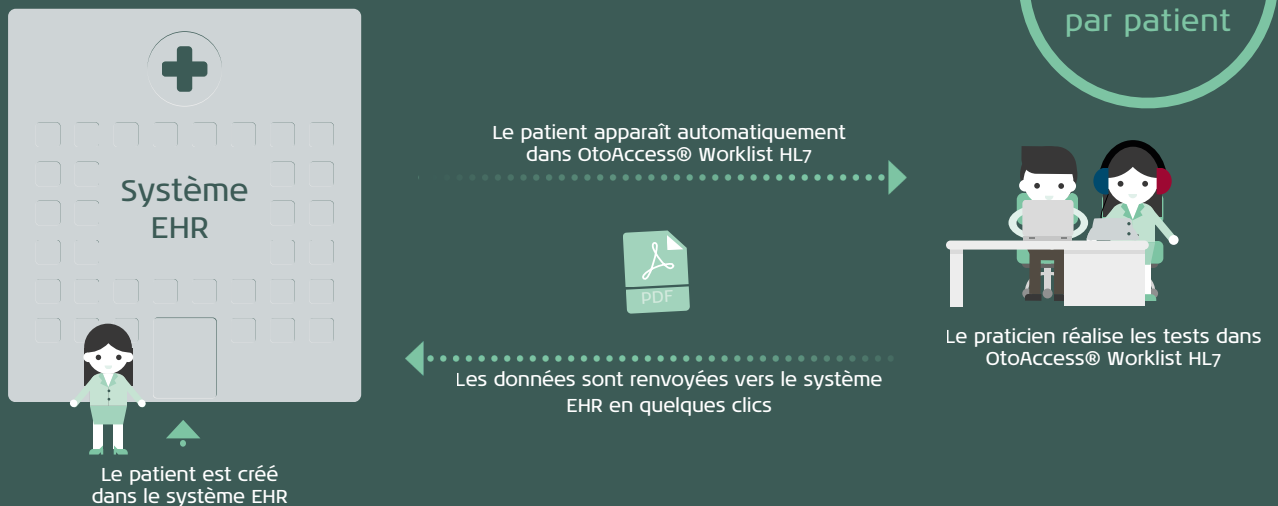 par patient
Le patient apparaît automatiquement
dans OtoAccess® Worklist HL7
Système
EHR
PDF
Le praticien réalise les tests dans
OtoAccess® Worklist HL7
Les données sont renvoyées vers le système
EHR en quelques clics
Le patient est créé
dans le système EHR